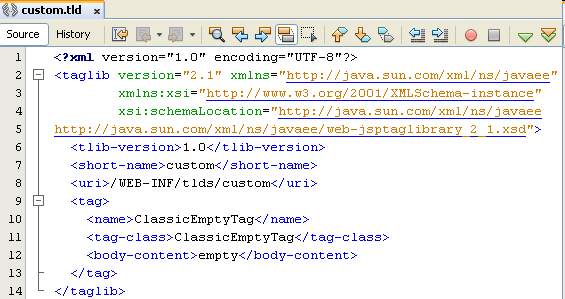 custom.tld
Source History
1 <?xml version="1.0" encoding="UTF-8"?>
2 <taglib version="2.1" xmlns="http://java.sun.com/xml/ns/javaee"
3 xmlns:xsi="http://www.w3.org/2001/XMLSchema-instance"
4 xsi:schemaLocation="http://java.sun.com/xml/ns/javaee
5 http://java.sun.com/xml/ns/javaee/web-jsptaglibrary_2_1.xsd">
6 <tlib-version>1.0</tlib-version>
7 <short-name>custom</short-name>
8 <uri>/WEB-INF/tlds/custom</uri>
9 <tag>
10 <name>ClassicEmptyTag</name>
11 <tag-class>ClassicEmptyTag</tag-class>
12 <body-content>empty</body-content>
13 </tag>
14 </taglib>